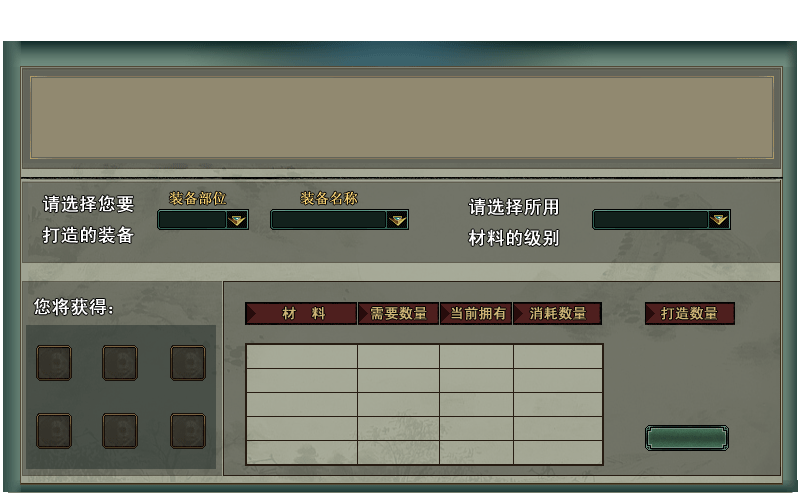 装备部位 装备名称
请选择您要 请选择所用
打造的装备 材料的级别
您将获得：
材 料 需要数量 当前拥有 消耗数量 打造数量